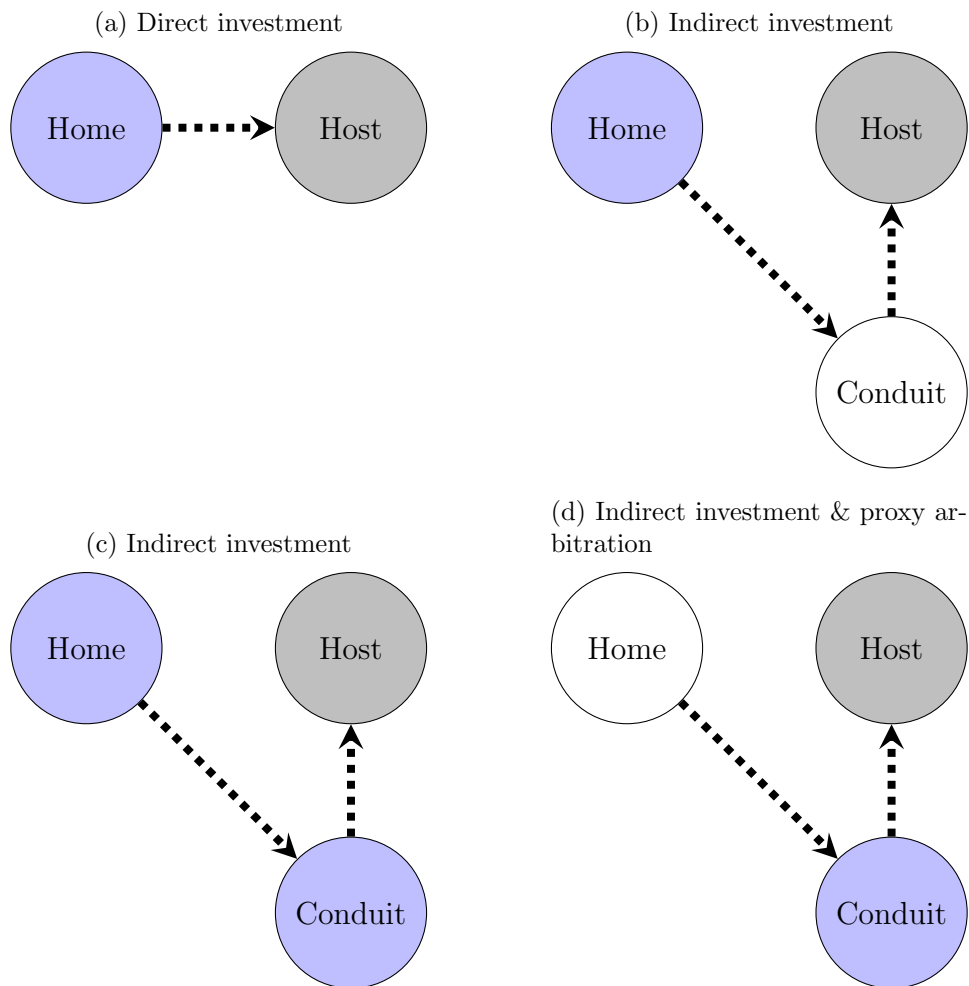 (a) Direct investment
Home
Host
(b) Indirect investment
Home
Host
Conduit
(c) Indirect investment
Home
Host
Conduit
(d) Indirect investment & proxy ar-
bitration
Home
Host
Conduit